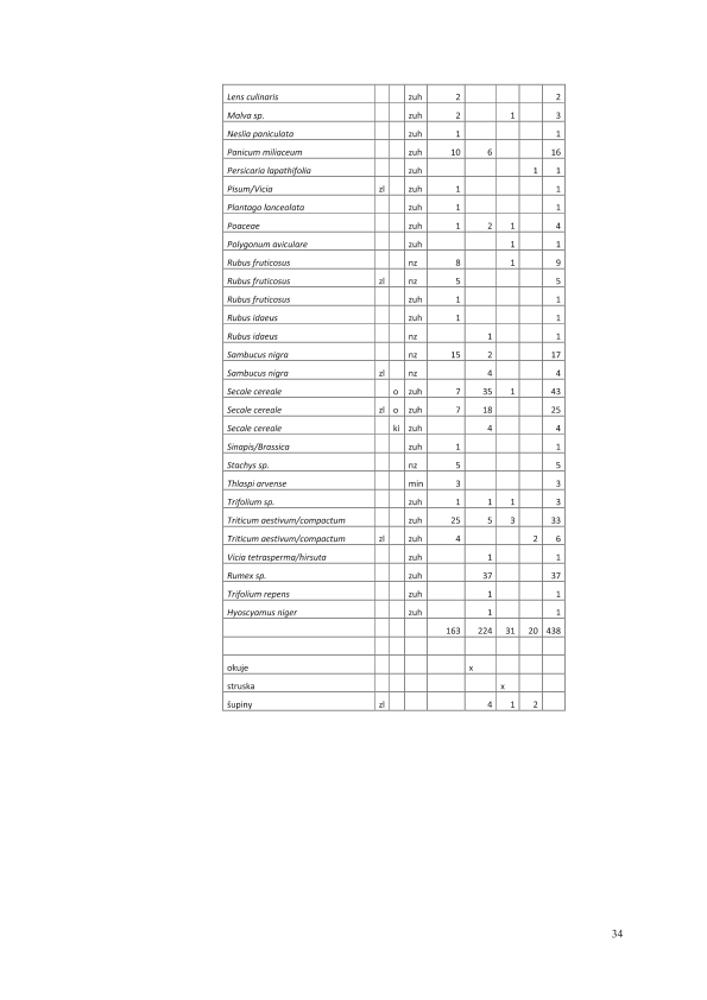 Lens culinaris zuh 2 2
Malva sp. zuh 2 1 3
Neslia paniculata zuh 1 1
Panicum miliaceum zuh 10 6 16
Persicaria lapathifolia zuh 1 1
Pisum/Vicia zl zuh 1 1
Plantago lanceolata zuh 1 1
Poaceae zuh 1 2 1 4
Polygonum aviculare zuh 1 1
Rubus fruticosus nz 8 1 9
Rubus fruticosus zl nz 5 5
Rubus fruticosus zuh 1 1
Rubus idaeus zuh 1 1
Rubus idaeus nz 1 1
Sambucus nigra nz 15 2 17
Sambucus nigra zl nz 4 4
Secale cereale o zuh 7 35 1 43
Secale cereale zl o zuh 7 18 25
Secale cereale ki zuh 4 4
Sinapis/Brassica zuh 1 1
Stachys sp. nz 5 5
Thlaspi arvense min 3 3
Trifolium sp. zuh 1 1 1 3
Triticum aestivum/compactum zuh 25 5 3 33
Triticum aestivum/compactum zl zuh 4 2 6
Vicia tetrasperma/hirsuta zuh 1 1
Rumex sp. zuh 37 37
Trifolium repens zuh 1 1
Hyoscyamus niger zuh 1 1
163 224 31 20 438
okuje x
struska x
šupiny zl 4 1 2
34